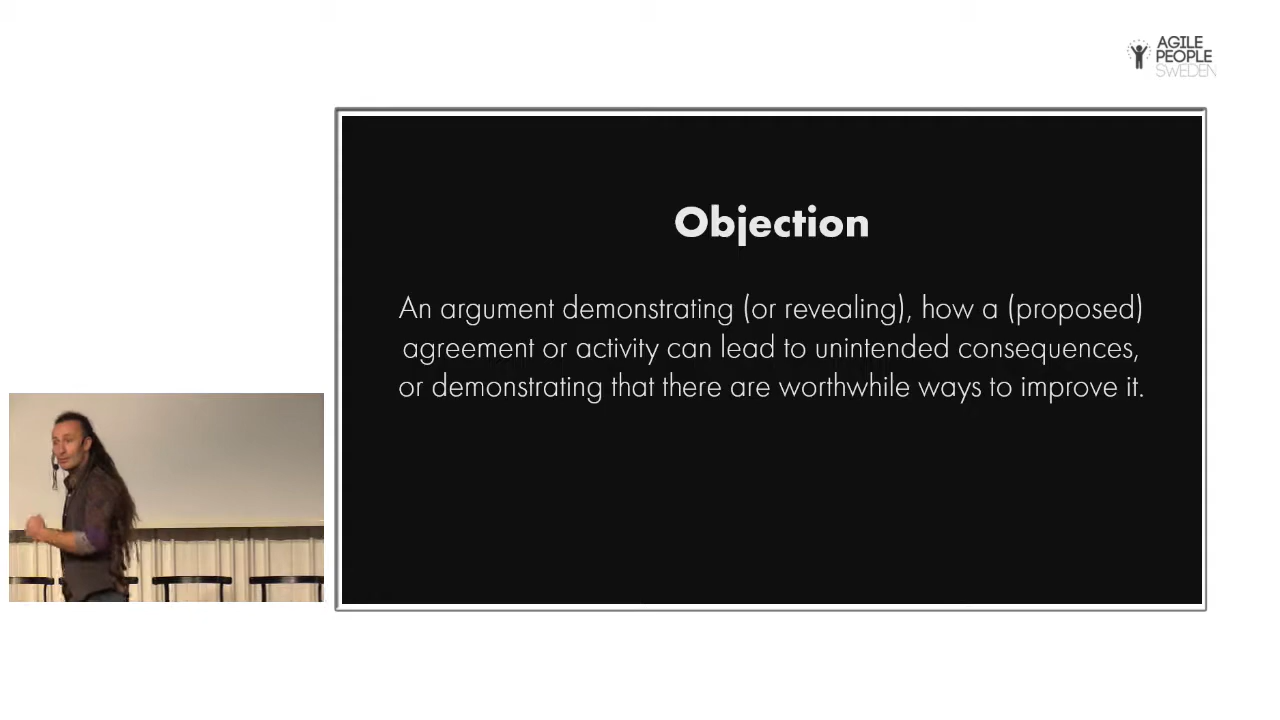 AGILE
PEOPLE
SWEDEN
Objection
An argument demonstrating (or revealing), how a (proposed)
agreement or activity can lead to unintended consequences,
or demonstrating that there are worthwhile ways to improve it.